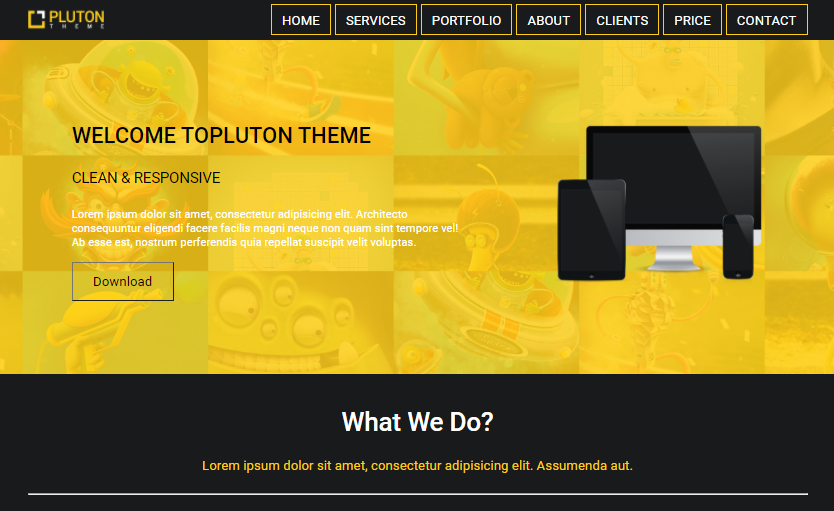 PLUTON
THEME
HOME SERVICES PORTFOLIO ABOUT CLIENTS PRICE CONTACT
WELCOME TOPLUTON THEME
CLEAN & RESPONSIVE
Lorem ipsum dolor sit amet, consectetur adipisicing elit. Architecto
consequuntur eligendi facere facilis magni neque non quam sint tempore vel!
Ab esse est, nostrum perferendis quia repellat suscipit velit voluptas.
Download
What We Do?
Lorem ipsum dolor sit amet, consectetur adipisicing elit. Assumenda aut.